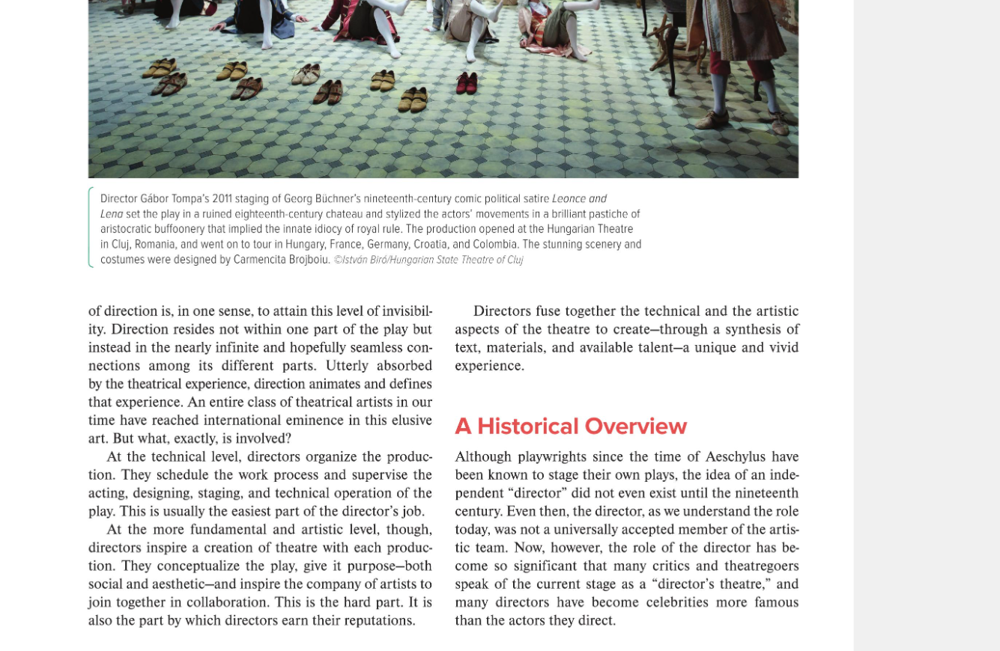 Director Gábor Tompa's 2011 staging of Georg Büchner's nineteenth-century comic political satire Leonce and
Lena set the play in a ruined eighteenth-century chateau and stylized the actors' movements in a brilliant pastiche of
aristocratic buffoonery that implied the innate idiocy of royal rule. The production opened at the Hungarian Theatre
in Cluj, Romania, and went on to tour in Hungary, France, Germany, Croatia, and Colombia. The stunning scenery and
costumes were designed by Carmencita Brojboiu. ©István Biró/Hungarian State Theatre of Cluj
of direction is, in one sense, to attain this level of invisibil-
ity. Direction resides not within one part of the play but
instead in the nearly infinite and hopefully seamless con-
nections among its different parts. Utterly absorbed
by the theatrical experience, direction animates and defines
that experience. An entire class of theatrical artists in our
time have reached international eminence in this elusive
art. But what, exactly, is involved?
At the technical level, directors organize the produc-
tion. They schedule the work process and supervise the
acting, designing, staging, and technical operation of the
play. This is usually the easiest part of the director's job.
At the more fundamental and artistic level, though,
directors inspire a creation of theatre with each produc-
tion. They conceptualize the play, give it purpose—both
social and aesthetic—and inspire the company of artists to
join together in collaboration. This is the hard part. It is
also the part by which directors earn their reputations.
Directors fuse together the technical and the artistic
aspects of the theatre to create—through a synthesis of
text, materials, and available talent—a unique and vivid
experience.
A Historical Overview
Although playwrights since the time of Aeschylus have
been known to stage their own plays, the idea of an inde-
pendent “director” did not even exist until the nineteenth
century. Even then, the director, as we understand the role
today, was not a universally accepted member of the artis-
tic team. Now, however, the role of the director has be-
come so significant that many critics and theatregoers
speak of the current stage as a “director's theatre,” and
many directors have become celebrities more famous
than the actors they direct.